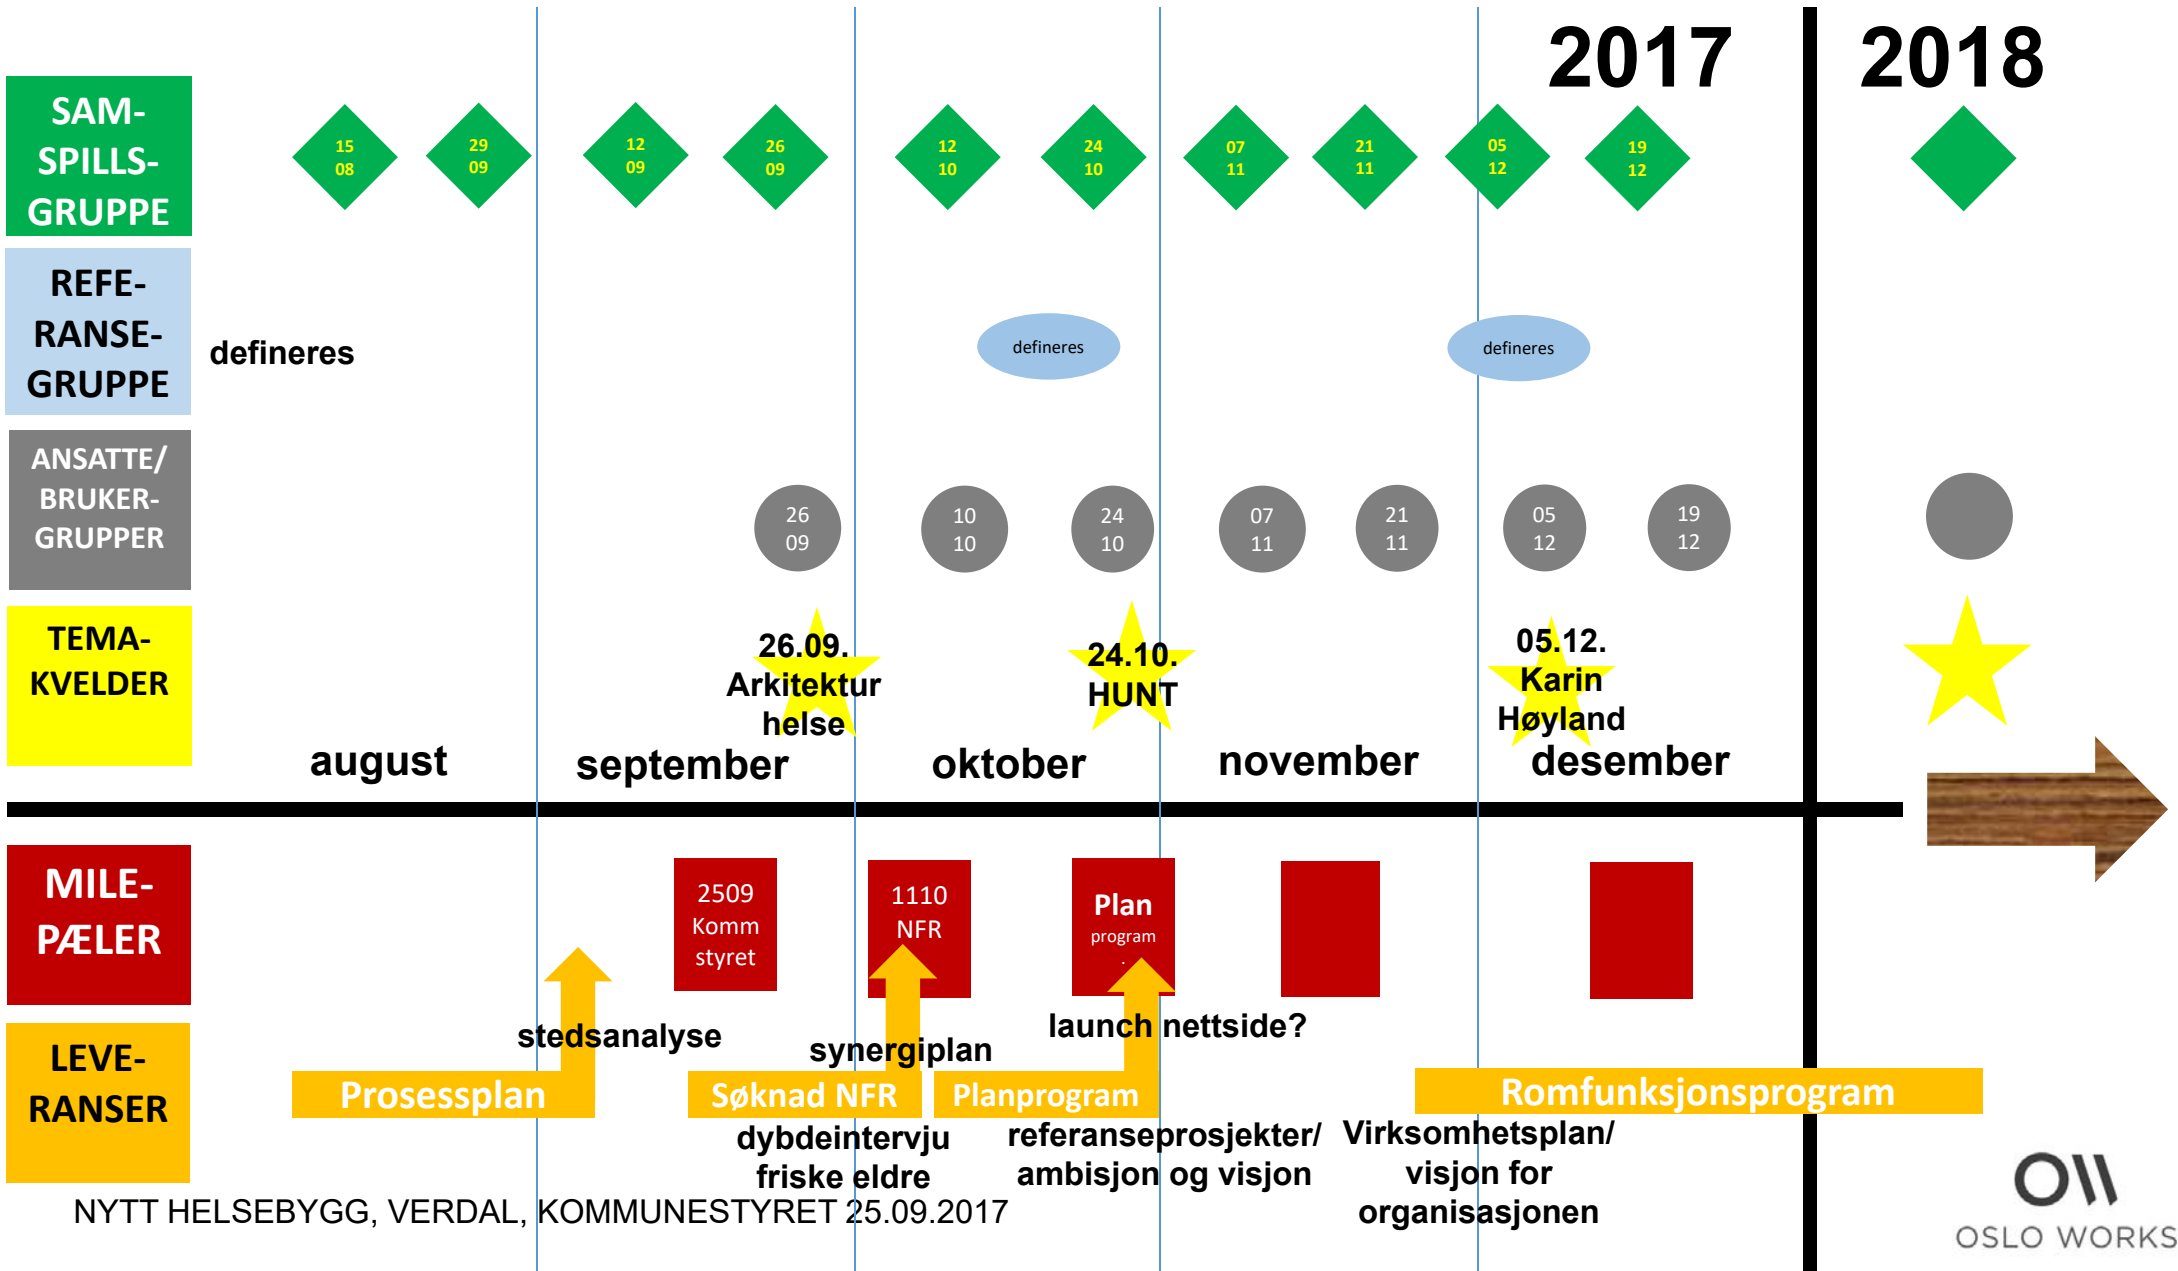 2017
2018
SAM-
SPILLS-
GRUPPE
15
08
29
09
12
09
26
09
12
10
24
10
07
11
21
11
05
12
19
12
REFE-
RANSE-
GRUPPE
defineres
defineres
defineres
ANSATTE/
BRUKER-
GRUPPER
26
09
10
10
24
10
07
11
21
11
05
12
19
12
TEMA-
KVELDER
26.09.
Arkitektur
helse
24.10.
HUNT
05.12.
Karin
Høyland
august
september
oktober
november
desember
MILE-
PÆLER
2509
Komm
styret
1110
NFR
Plan
program
.
LEVE-
RANSER
stedsanalyse
synergiplan
launch nettside?
Prosessplan
Søknad NFR
Planprogram
Romfunksjonsprogram
dybdeintervju
friske eldre
referanseprosjekter/
ambisjon og visjon
Virksomhetsplan/
visjon for
organisasjonen
NYTT HELSEBYGG, VERDAL, KOMMUNESTYRET 25.09.2017
OW
OSLO WORKS